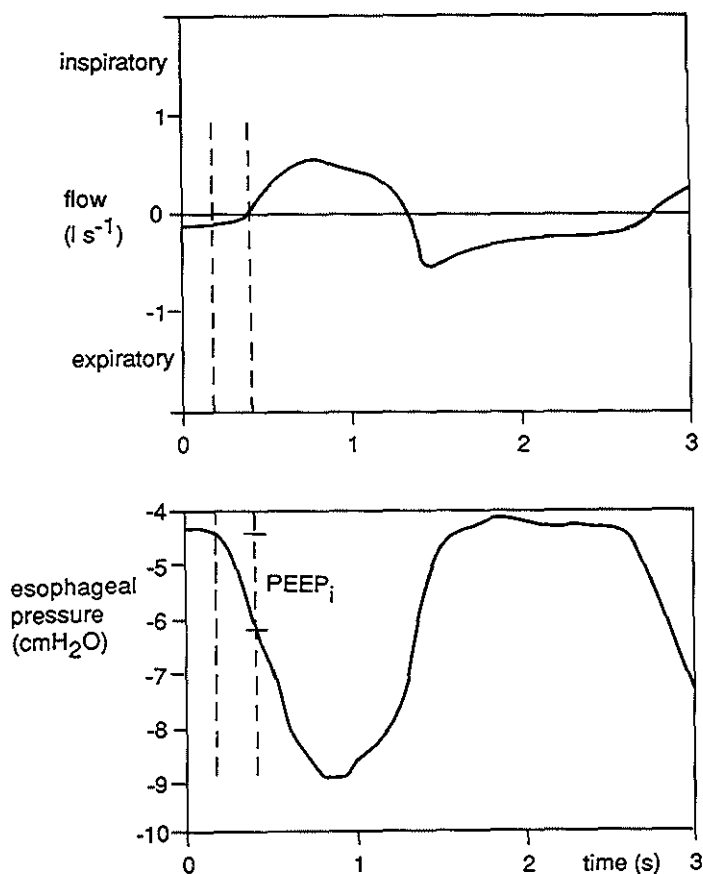 inspiratory
1
flow
(l s⁻¹)
0
-1
expiratory
0
1
2
3
-4
-5
esophageal
pressure
(cmH₂O)
PEEPᵢ
-6
-7
-8
-9
-10
0
1
2
time (s)
3